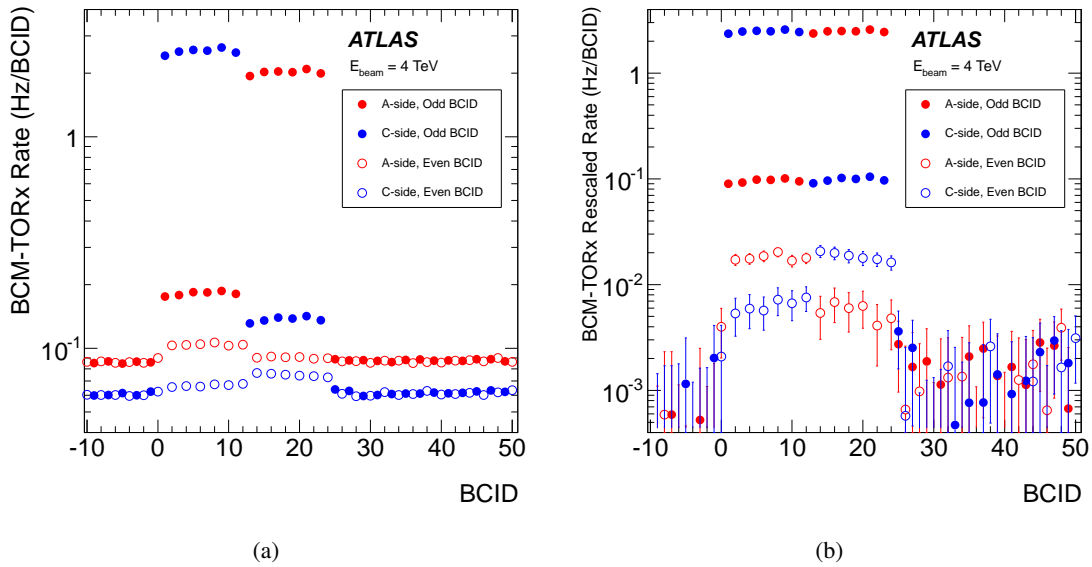 BCM-TORx Rate (Hz/BCID)
ATLAS
E_beam = 4 TeV
A-side, Odd BCID
C-side, Odd BCID
A-side, Even BCID
C-side, Even BCID
1
10^-1
-10 0 10 20 30 40 50
BCID
(a)
BCM-TORx Rescaled Rate (Hz/BCID)
ATLAS
E_beam = 4 TeV
A-side, Odd BCID
C-side, Odd BCID
A-side, Even BCID
C-side, Even BCID
1
10^-1
10^-2
10^-3
-10 0 10 20 30 40 50
BCID
(b)